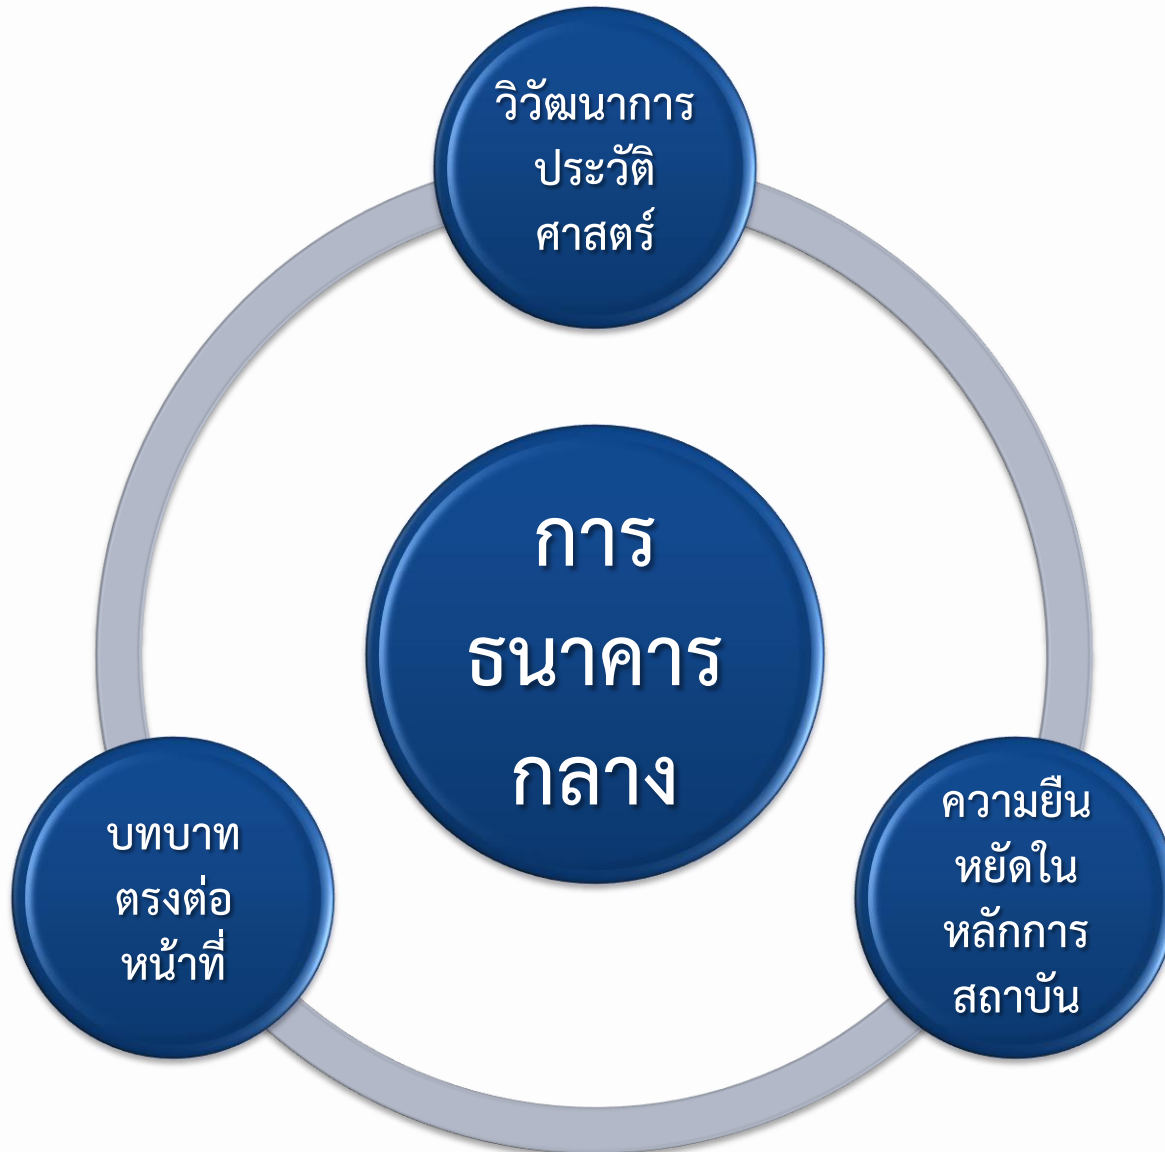 วิวัฒนาการ
ประวัติ
ศาสตร์
การ
ธนาคาร
กลาง
บทบาท
ตรงต่อ
หน้าที่
ความยืน
หยัดใน
หลักการ
สถาบัน